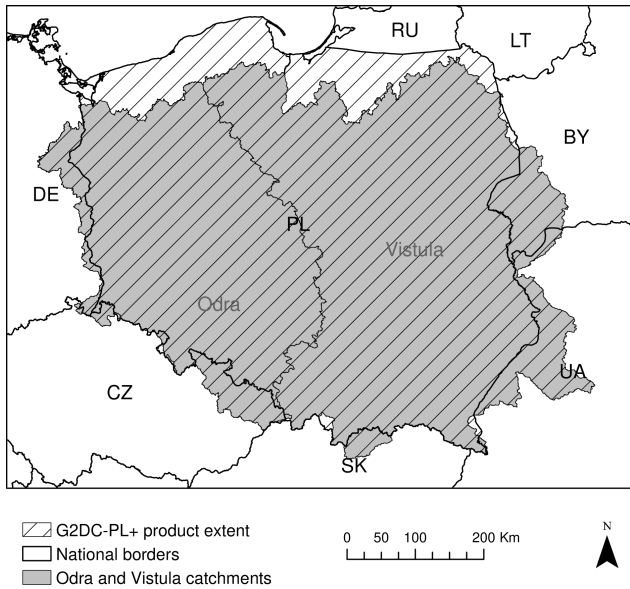 RU
LT
BY
DE
PL
Vistula
Odra
UA
CZ
SK
G2DC-PL+ product extent
National borders
Odra and Vistula catchments
0 50 100 200 Km
N